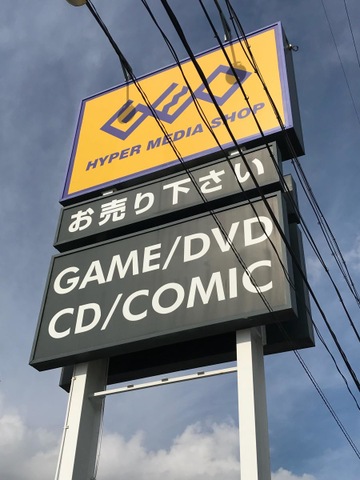 GEO
HYPER MEDIA SHOP
お売り下さい
GAME/DVD
CD/COMIC